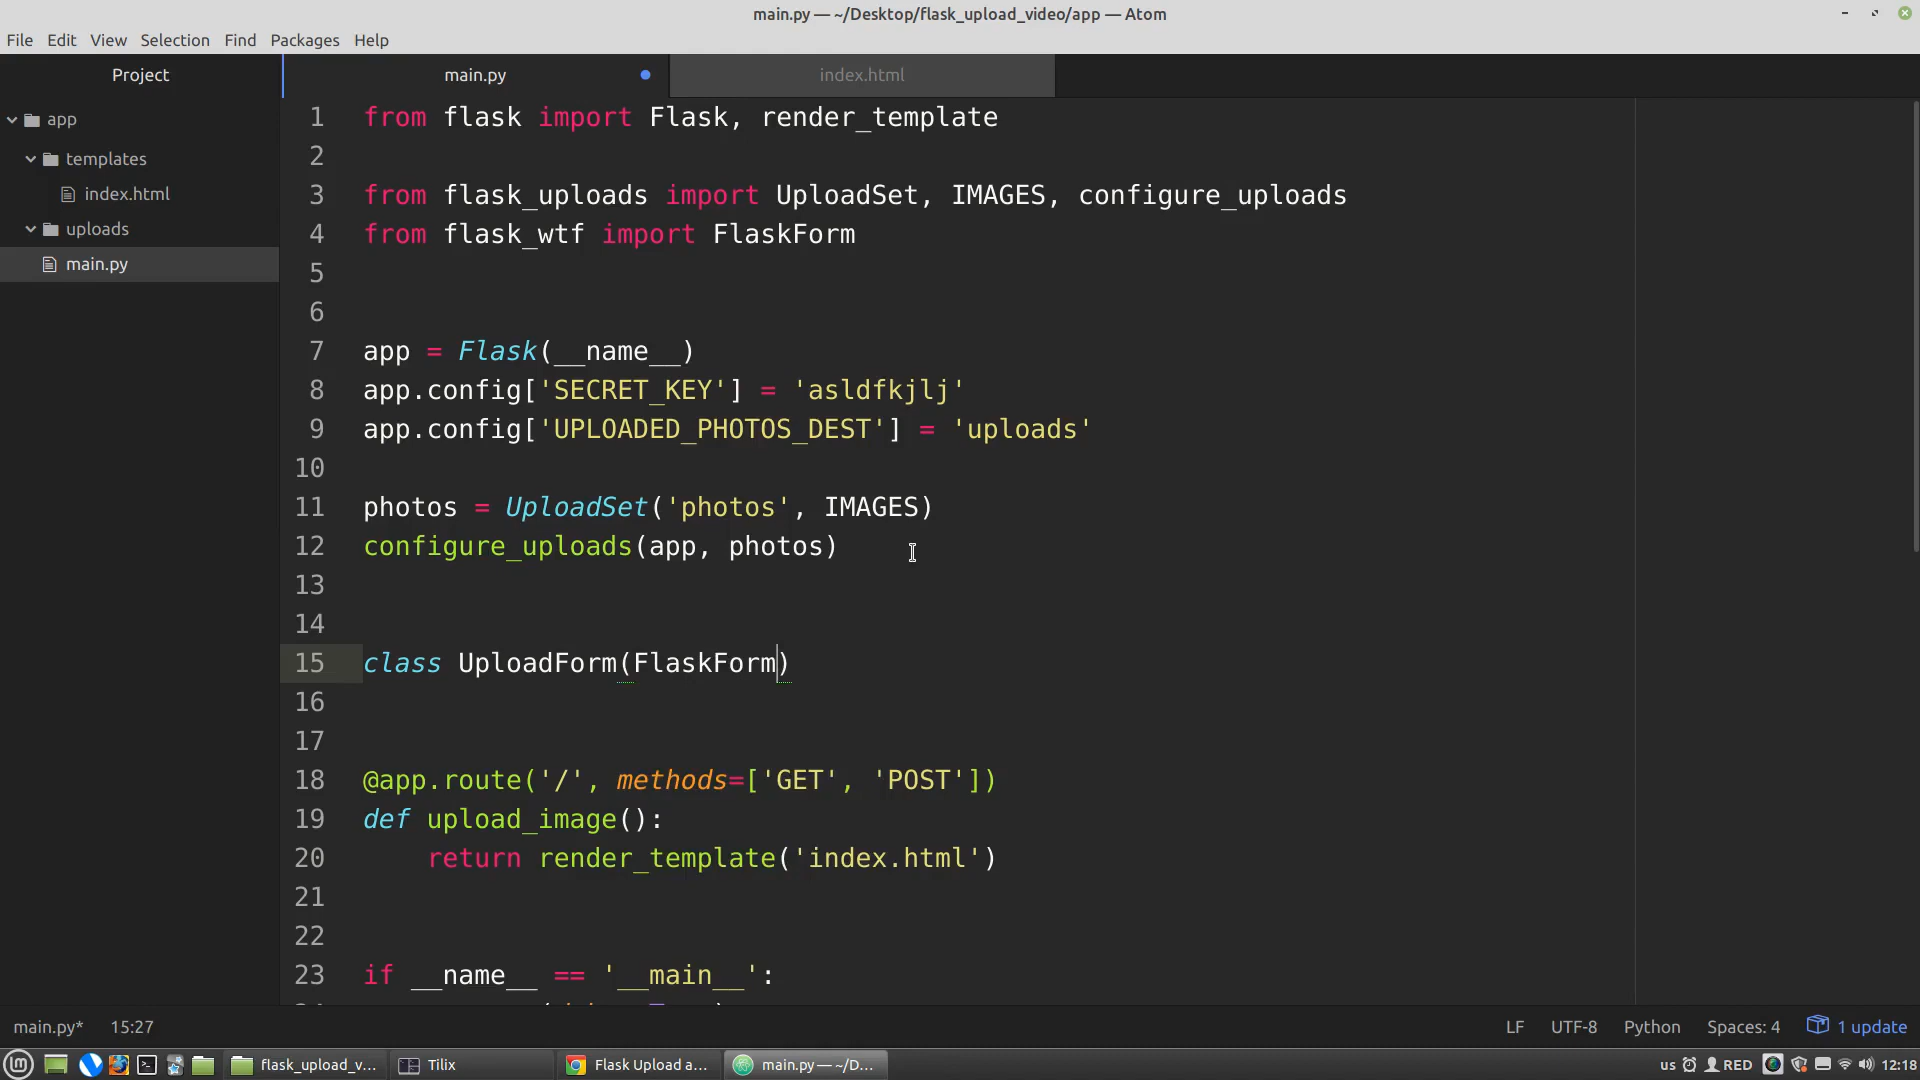 main.py — ~/Desktop/flask_upload_video/app — Atom
File Edit View Selection Find Packages Help
Project
main.py
index.html
app
templates
index.html
uploads
main.py
1 from flask import Flask, render_template
2
3 from flask_uploads import UploadSet, IMAGES, configure_uploads
4 from flask_wtf import FlaskForm
5
6
7 app = Flask(__name__)
8 app.config['SECRET_KEY'] = 'asldfkjlj'
9 app.config['UPLOADED_PHOTOS_DEST'] = 'uploads'
10
11 photos = UploadSet('photos', IMAGES)
12 configure_uploads(app, photos)
13
14
15 class UploadForm(FlaskForm)
16
17
18 @app.route('/', methods=['GET', 'POST'])
19 def upload_image():
20     return render_template('index.html')
21
22
23 if __name__ == '__main__':
main.py* 15:27 LF UTF-8 Python Spaces: 4 1 update
flask_upload_v... Tilix Flask Upload a... main.py — ~/D... us RED 12:18